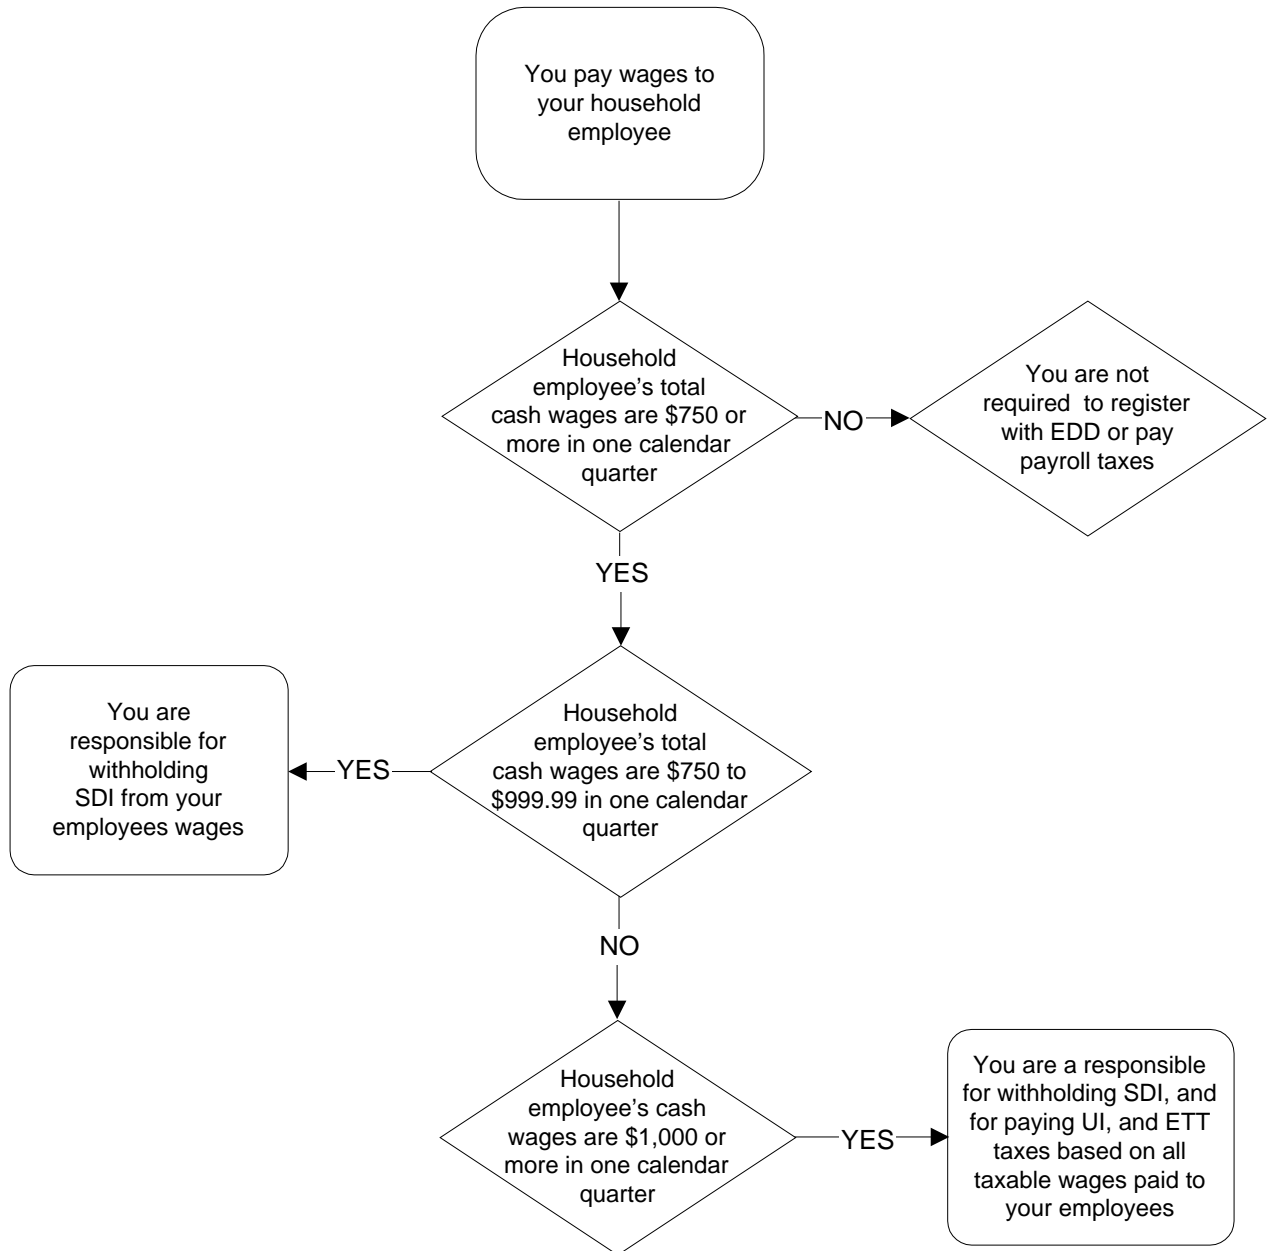 You pay wages to
your household
employee
Household
employee's total
cash wages are $750 or
more in one calendar
quarter
NO
You are not
required  to register
with EDD or pay
payroll taxes
YES
You are
responsible for
withholding
SDI from your
employees wages
YES
Household
employee's total
cash wages are $750 to
$999.99 in one calendar
quarter
NO
Household
employee's cash
wages are $1,000 or
more in one calendar
quarter
YES
You are a responsible
for withholding SDI, and
for paying UI, and ETT
taxes based on all
taxable wages paid to
your employees